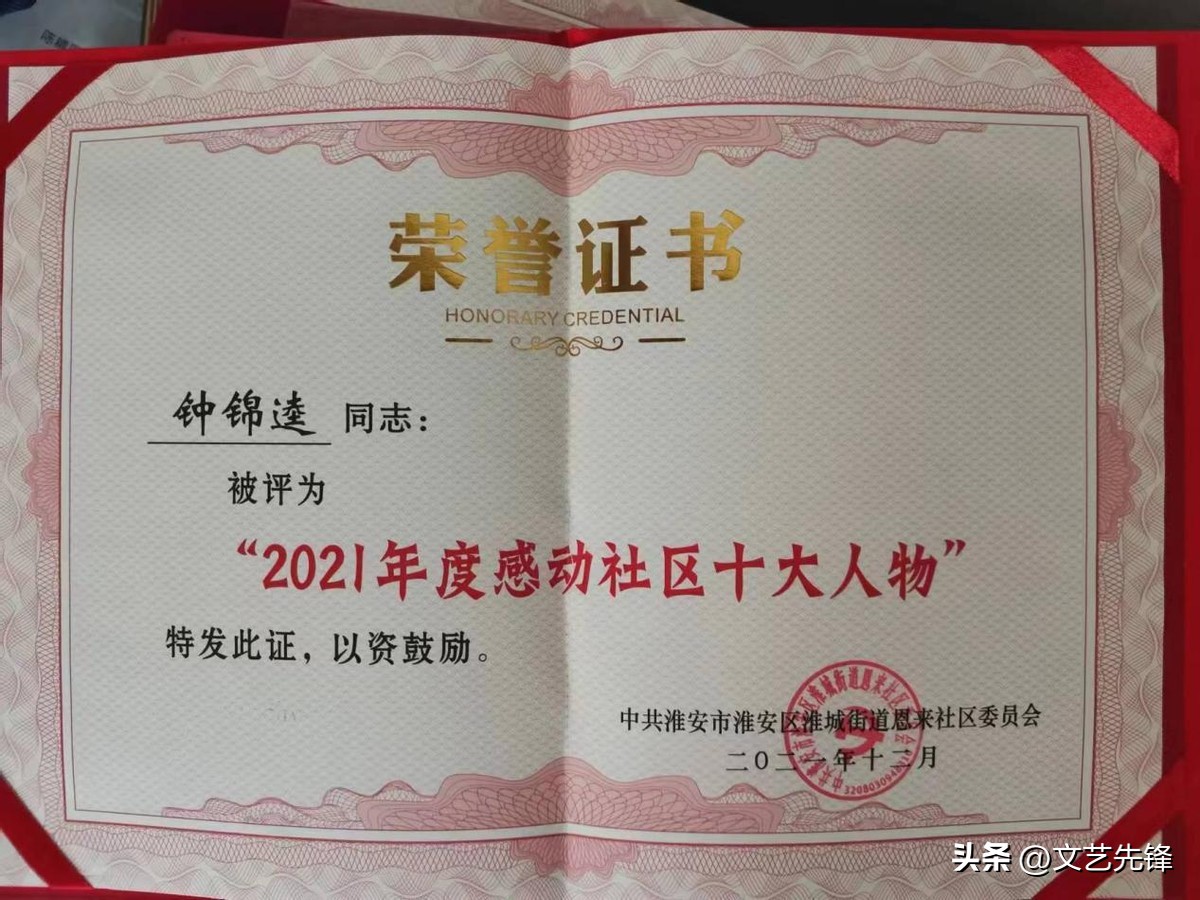 荣誉证书
HONORARY CREDENTIAL
钟锦逵 同志：
被评为
“2021年度感动社区十大人物”
特发此证，以资鼓励。
中共淮安市淮安区淮城街道恩来社区委员会
二〇二一年十二月
头条 @文艺先锋